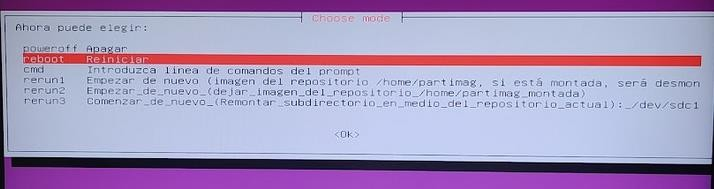 Choose mode
Ahora puede elegir:
poweroff Apagar
reboot Reiniciar
cmd Introduzca línea de comandos del prompt
rerun1 Empezar de nuevo (imagen del repositorio /home/partimag, si está montada, será desmon
rerun2 Empezar_de_nuevo_(dejar_imagen_del_repositorio_/home/partimag_montada)
rerun3 Comenzar_de_nuevo_(Remontar_subdirectorio_en_medio_del_repositorio_actual):_/dev/sdc1
<Ok>